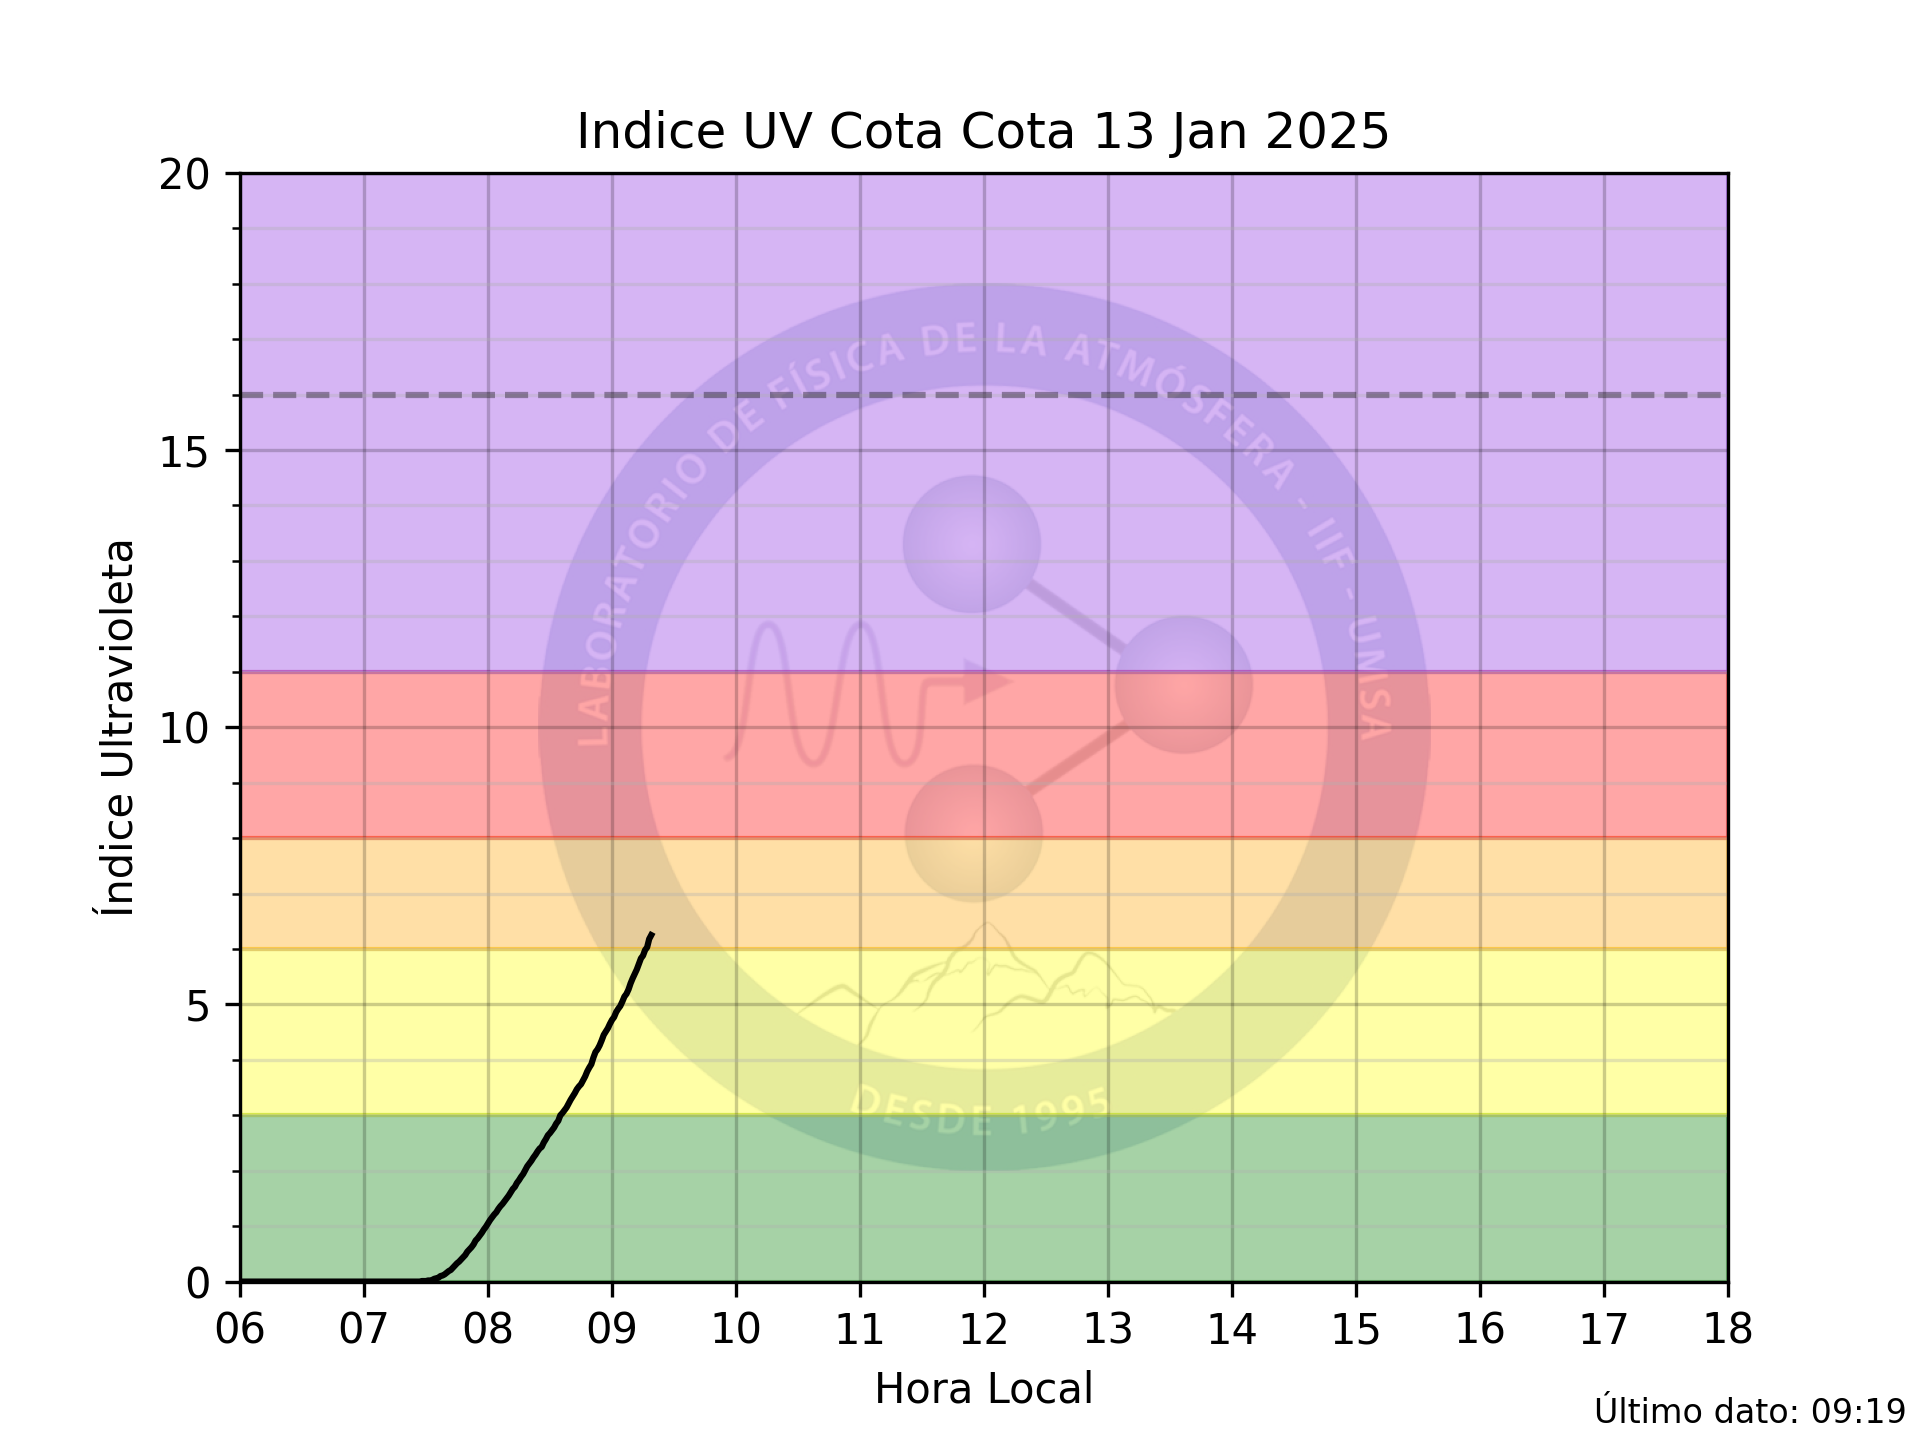 Indice UV Cota Cota 13 Jan 2025
20
15
10
5
0
Índice Ultravioleta
LABORATORIO DE FÍSICA DE LA ATMÓSFERA - IIF - UMSA
DESDE 1995
06 07 08 09 10 11 12 13 14 15 16 17 18
Hora Local
Último dato: 09:19